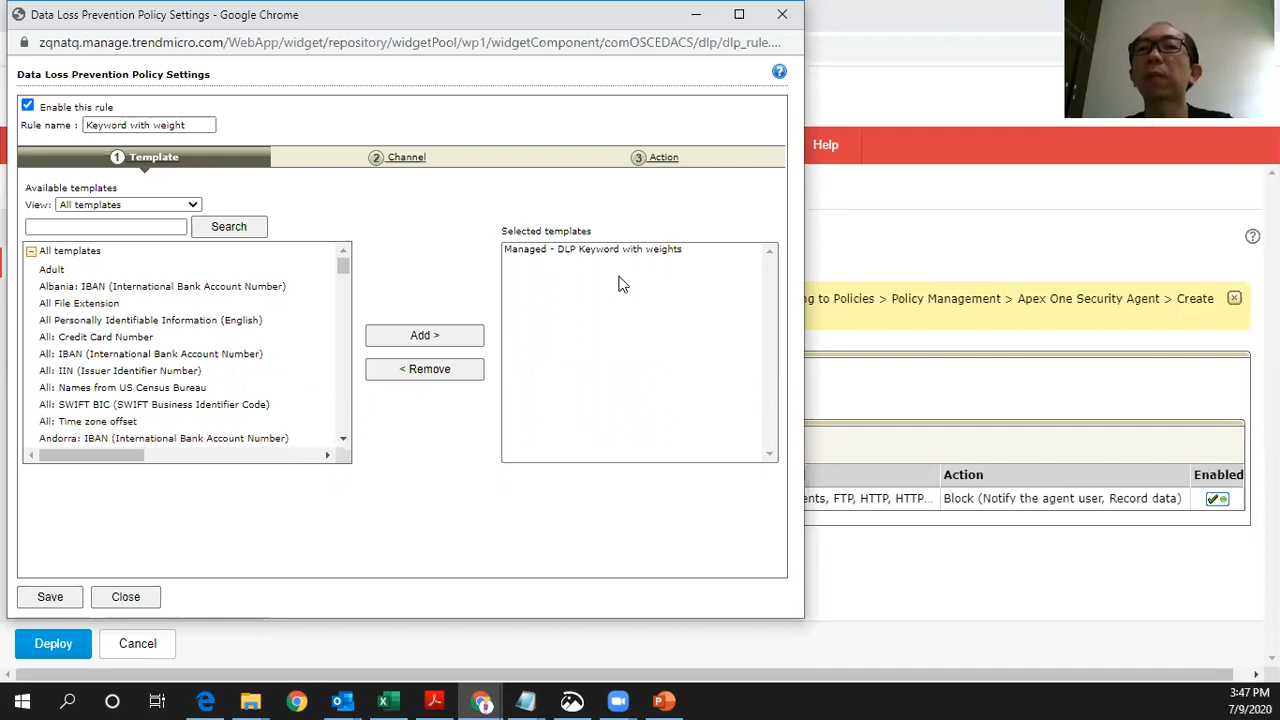 Data Loss Prevention Policy Settings - Google Chrome
zqnatq.manage.trendmicro.com/WebApp/widget/repository/widgetPool/wp1/widgetComponent/comOSCEDACS/dlp/dlp_rule....
Data Loss Prevention Policy Settings
Enable this rule
Rule name : Keyword with weight
1 Template
2 Channel
3 Action
Available templates
View: All templates
Search
All templates
Adult
Albania: IBAN (International Bank Account Number)
All File Extension
All Personally Identifiable Information (English)
All: Credit Card Number
All: IBAN (International Bank Account Number)
All: IIN (Issuer Identifier Number)
All: Names from US Census Bureau
All: SWIFT BIC (SWIFT Business Identifier Code)
All: Time zone offset
Andorra: IBAN (International Bank Account Number)
Add >
< Remove
Selected templates
Managed - DLP Keyword with weights
Save
Close
Help
ng to Policies > Policy Management > Apex One Security Agent > Create
Action
Enabled
ents, FTP, HTTP, HTTP...
Block (Notify the agent user, Record data)
Deploy
Cancel
3:47 PM
7/9/2020